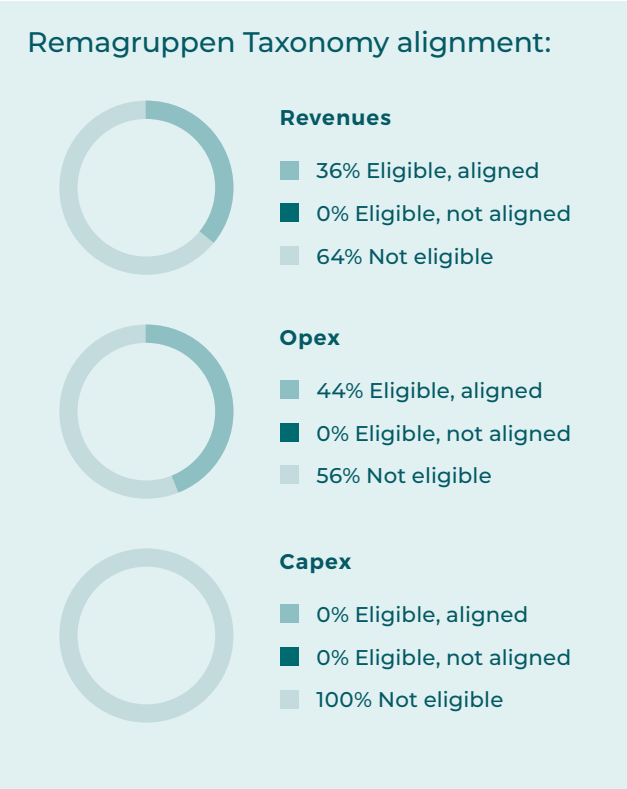 Remagruppen Taxonomy alignment:
Revenues
36% Eligible, aligned
0% Eligible, not aligned
64% Not eligible
Opex
44% Eligible, aligned
0% Eligible, not aligned
56% Not eligible
Capex
0% Eligible, aligned
0% Eligible, not aligned
100% Not eligible